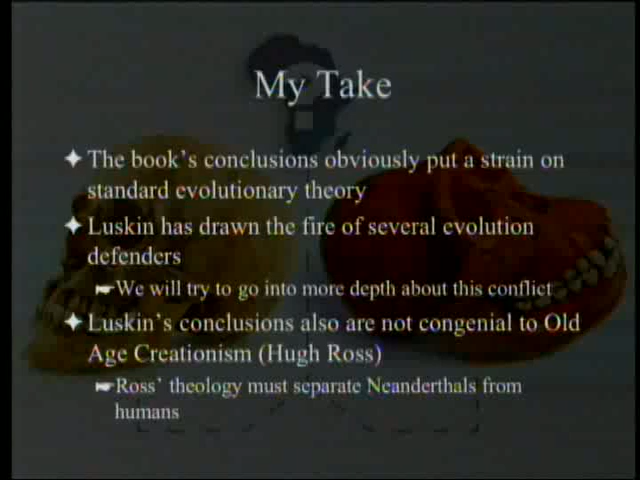 My Take
The book's conclusions obviously put a strain on
standard evolutionary theory
Luskin has drawn the fire of several evolution
defenders
We will try to go into more depth about this conflict
Luskin's conclusions also are not congenial to Old
Age Creationism (Hugh Ross)
Ross' theology must separate Neanderthals from
humans